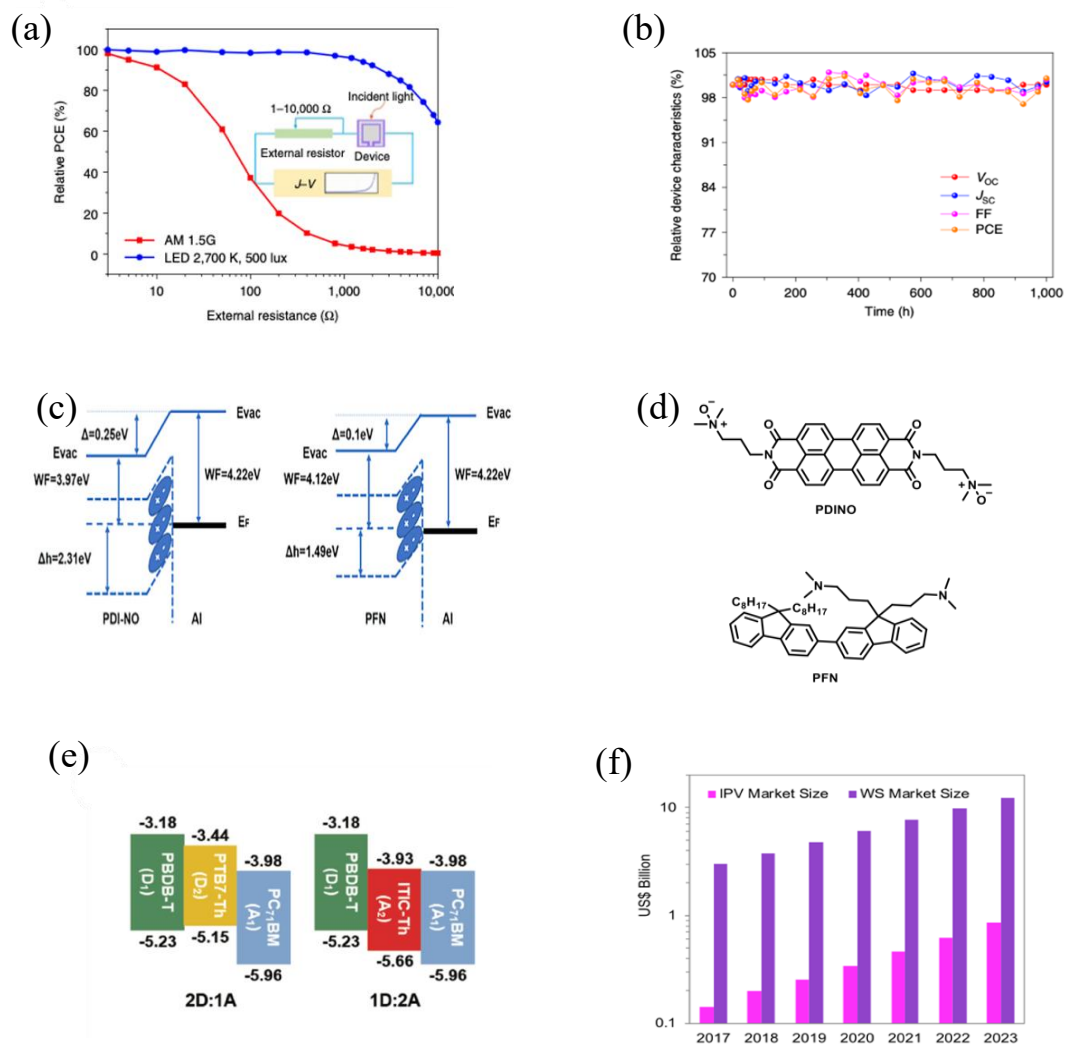 (a)
100
80
60
40
20
0
Relative PCE (%)
1–10,000 Ω
Incident light
External resistor
Device
J–V
AM 1.5G
LED 2,700 K, 500 lux
10
100
1,000
10,000
External resistance (Ω)
(b)
105
98
91
84
77
70
Relative device characteristics (%)
VOC
JSC
FF
PCE
0
200
400
600
800
1,000
Time (h)
(c)
Evac
Δ=0.25eV
Evac
WF=3.97eV
WF=4.22eV
EF
Δh=2.31eV
PDI-NO
Al
Evac
Δ=0.1eV
Evac
WF=4.12eV
WF=4.22eV
EF
Δh=1.49eV
PFN
Al
(d)
O−
N+
O
O
N
N
O
O
N+
O−
PDINO
N
N
C8H17
C8H17
PFN
(e)
-3.18
-3.44
-3.98
PBDB-T
(D1)
PTB7-Th
(D2)
PC71BM
(A1)
-5.23
-5.15
-5.96
2D:1A
-3.18
-3.93
-3.98
PBDB-T
(D1)
ITIC-Th
(A2)
PC71BM
(A1)
-5.23
-5.66
-5.96
1D:2A
(f)
IPV Market Size
WS Market Size
10
1
0.1
US$ Billion
2017
2018
2019
2020
2021
2022
2023